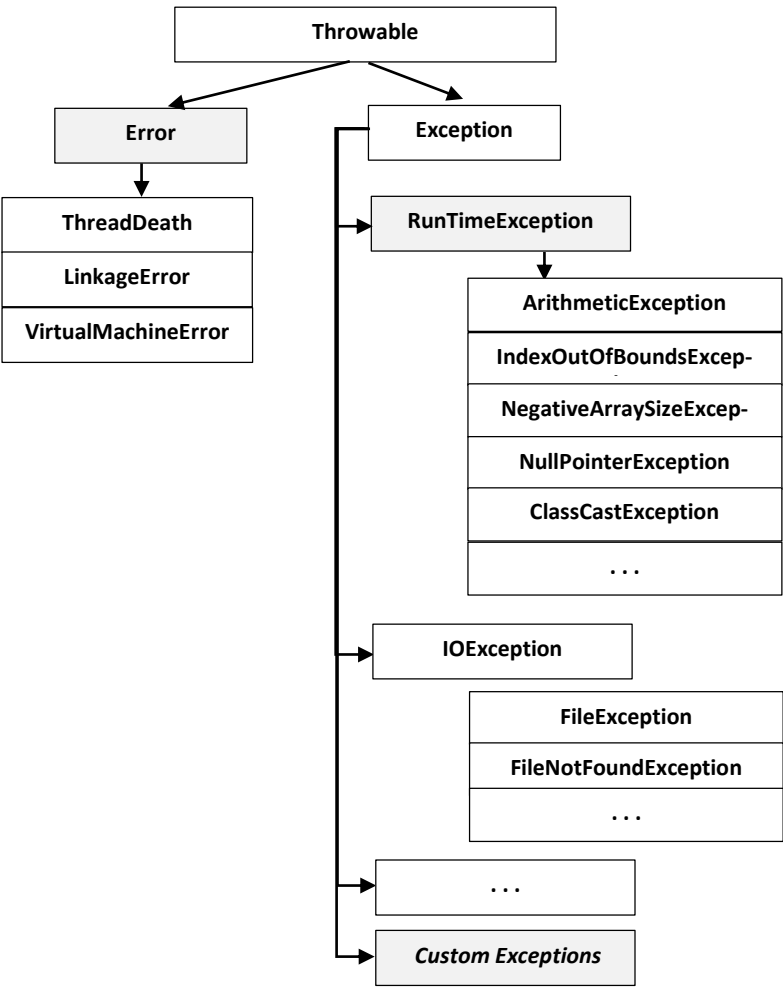 Throwable
Error
Exception
ThreadDeath
LinkageError
VirtualMachineError
RunTimeException
ArithmeticException
IndexOutOfBoundsExcep-
NegativeArraySizeExcep-
NullPointerException
ClassCastException
. . .
IOException
FileException
FileNotFoundException
. . .
. . .
Custom Exceptions